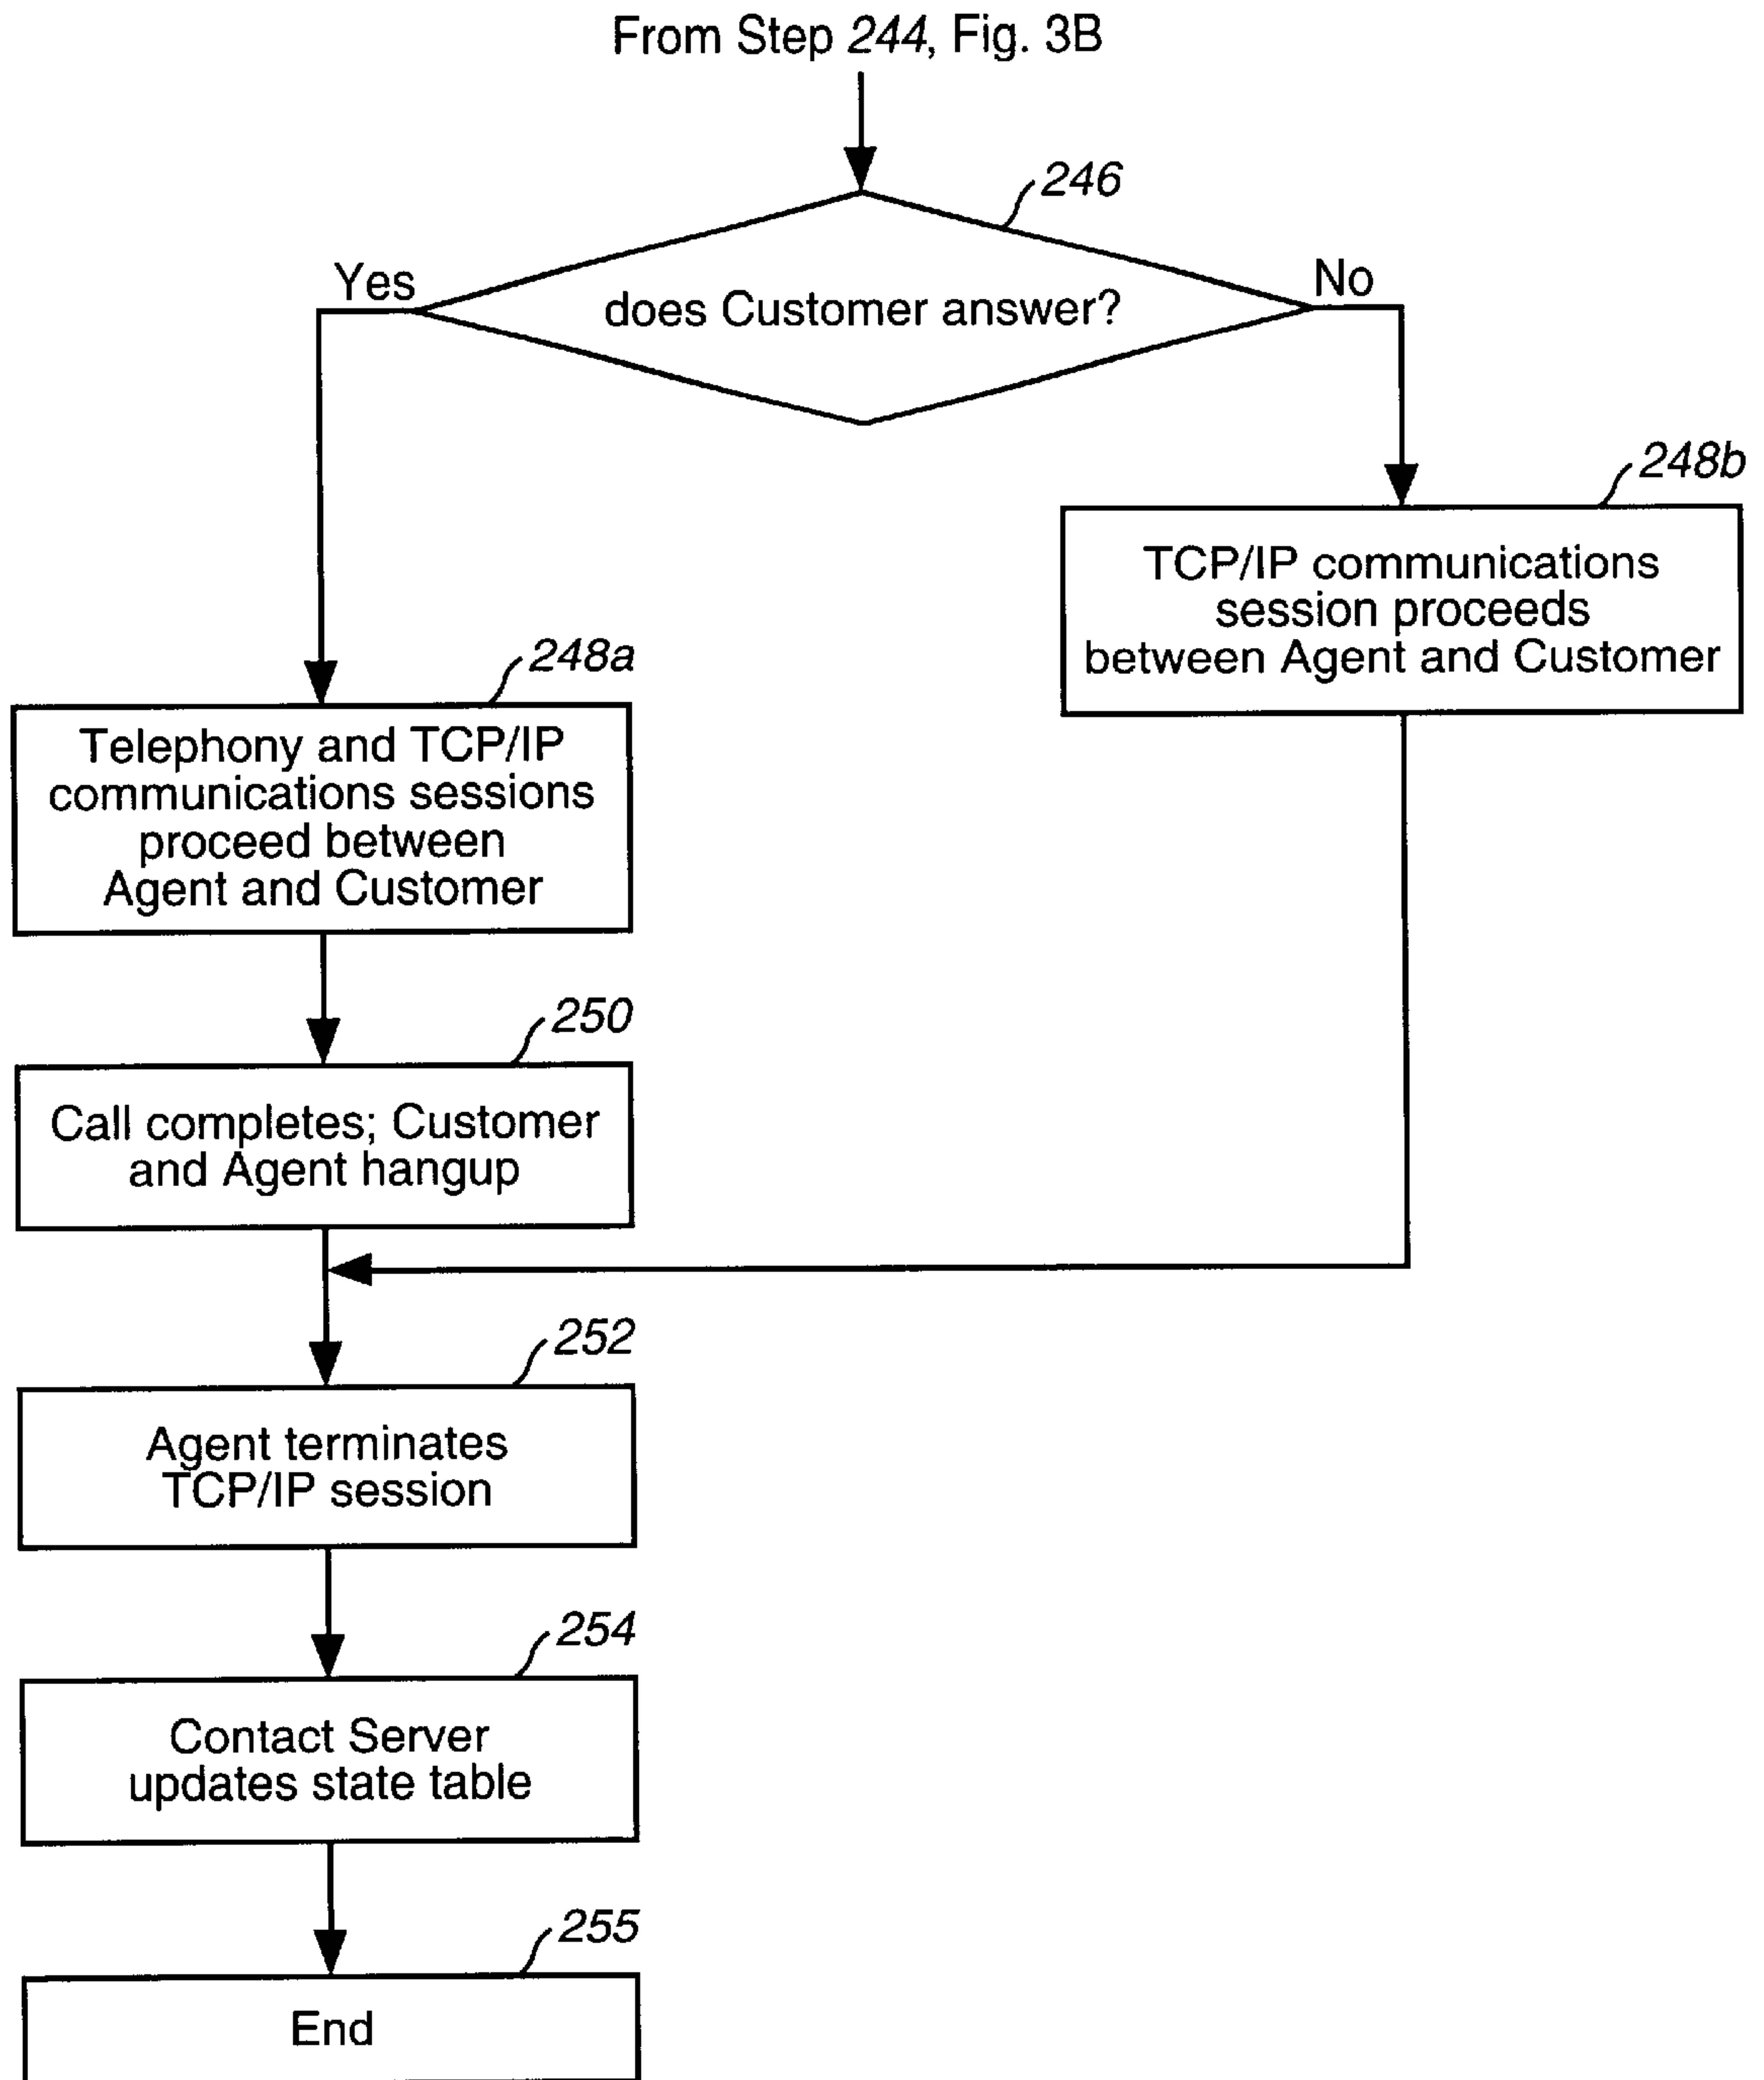 From Step 244, Fig. 3B
246
Yes
does Customer answer?
No
248b
TCP/IP communications
session proceeds
between Agent and Customer
248a
Telephony and TCP/IP
communications sessions
proceed between
Agent and Customer
250
Call completes; Customer
and Agent hangup
252
Agent terminates
TCP/IP session
254
Contact Server
updates state table
255
End